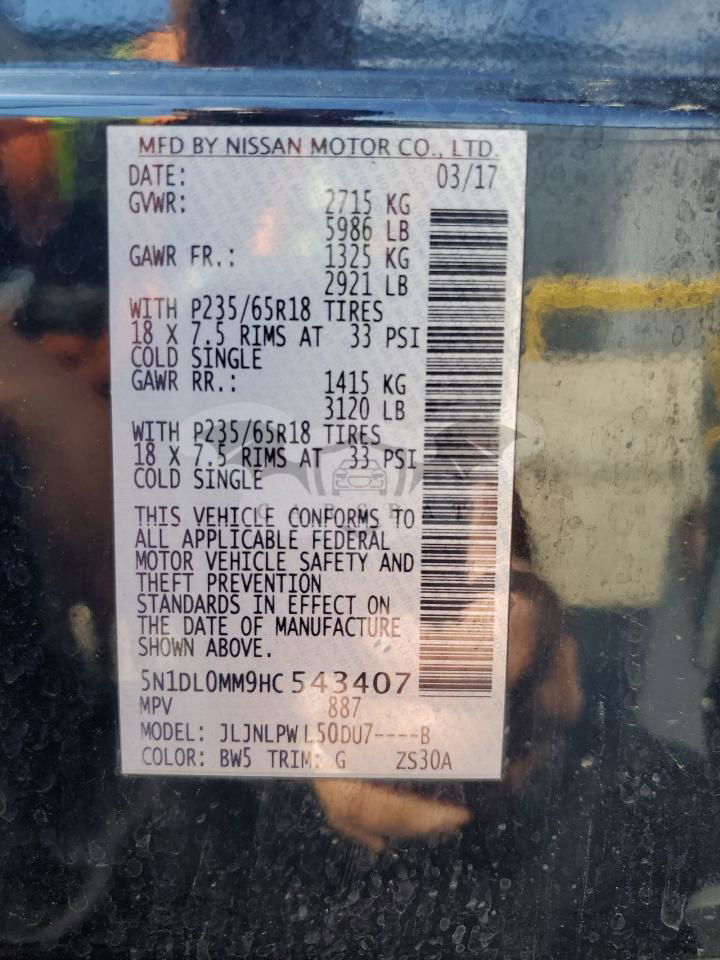 MFD BY NISSAN MOTOR CO., LTD.
DATE: 03/17
GVWR: 2715 KG
5986 LB
GAWR FR.: 1325 KG
2921 LB
WITH P235/65R18 TIRES
18 X 7.5 RIMS AT 33 PSI
COLD SINGLE
GAWR RR.: 1415 KG
3120 LB
WITH P235/65R18 TIRES
18 X 7.5 RIMS AT 33 PSI
COLD SINGLE
THIS VEHICLE CONFORMS TO
ALL APPLICABLE FEDERAL
MOTOR VEHICLE SAFETY AND
THEFT PREVENTION
STANDARDS IN EFFECT ON
THE DATE OF MANUFACTURE
SHOWN ABOVE.
5N1DL0MM9HC 543407
MPV 887
MODEL: JLJNLPW L50DU7----B
COLOR: BW5 TRIM: G ZS30A